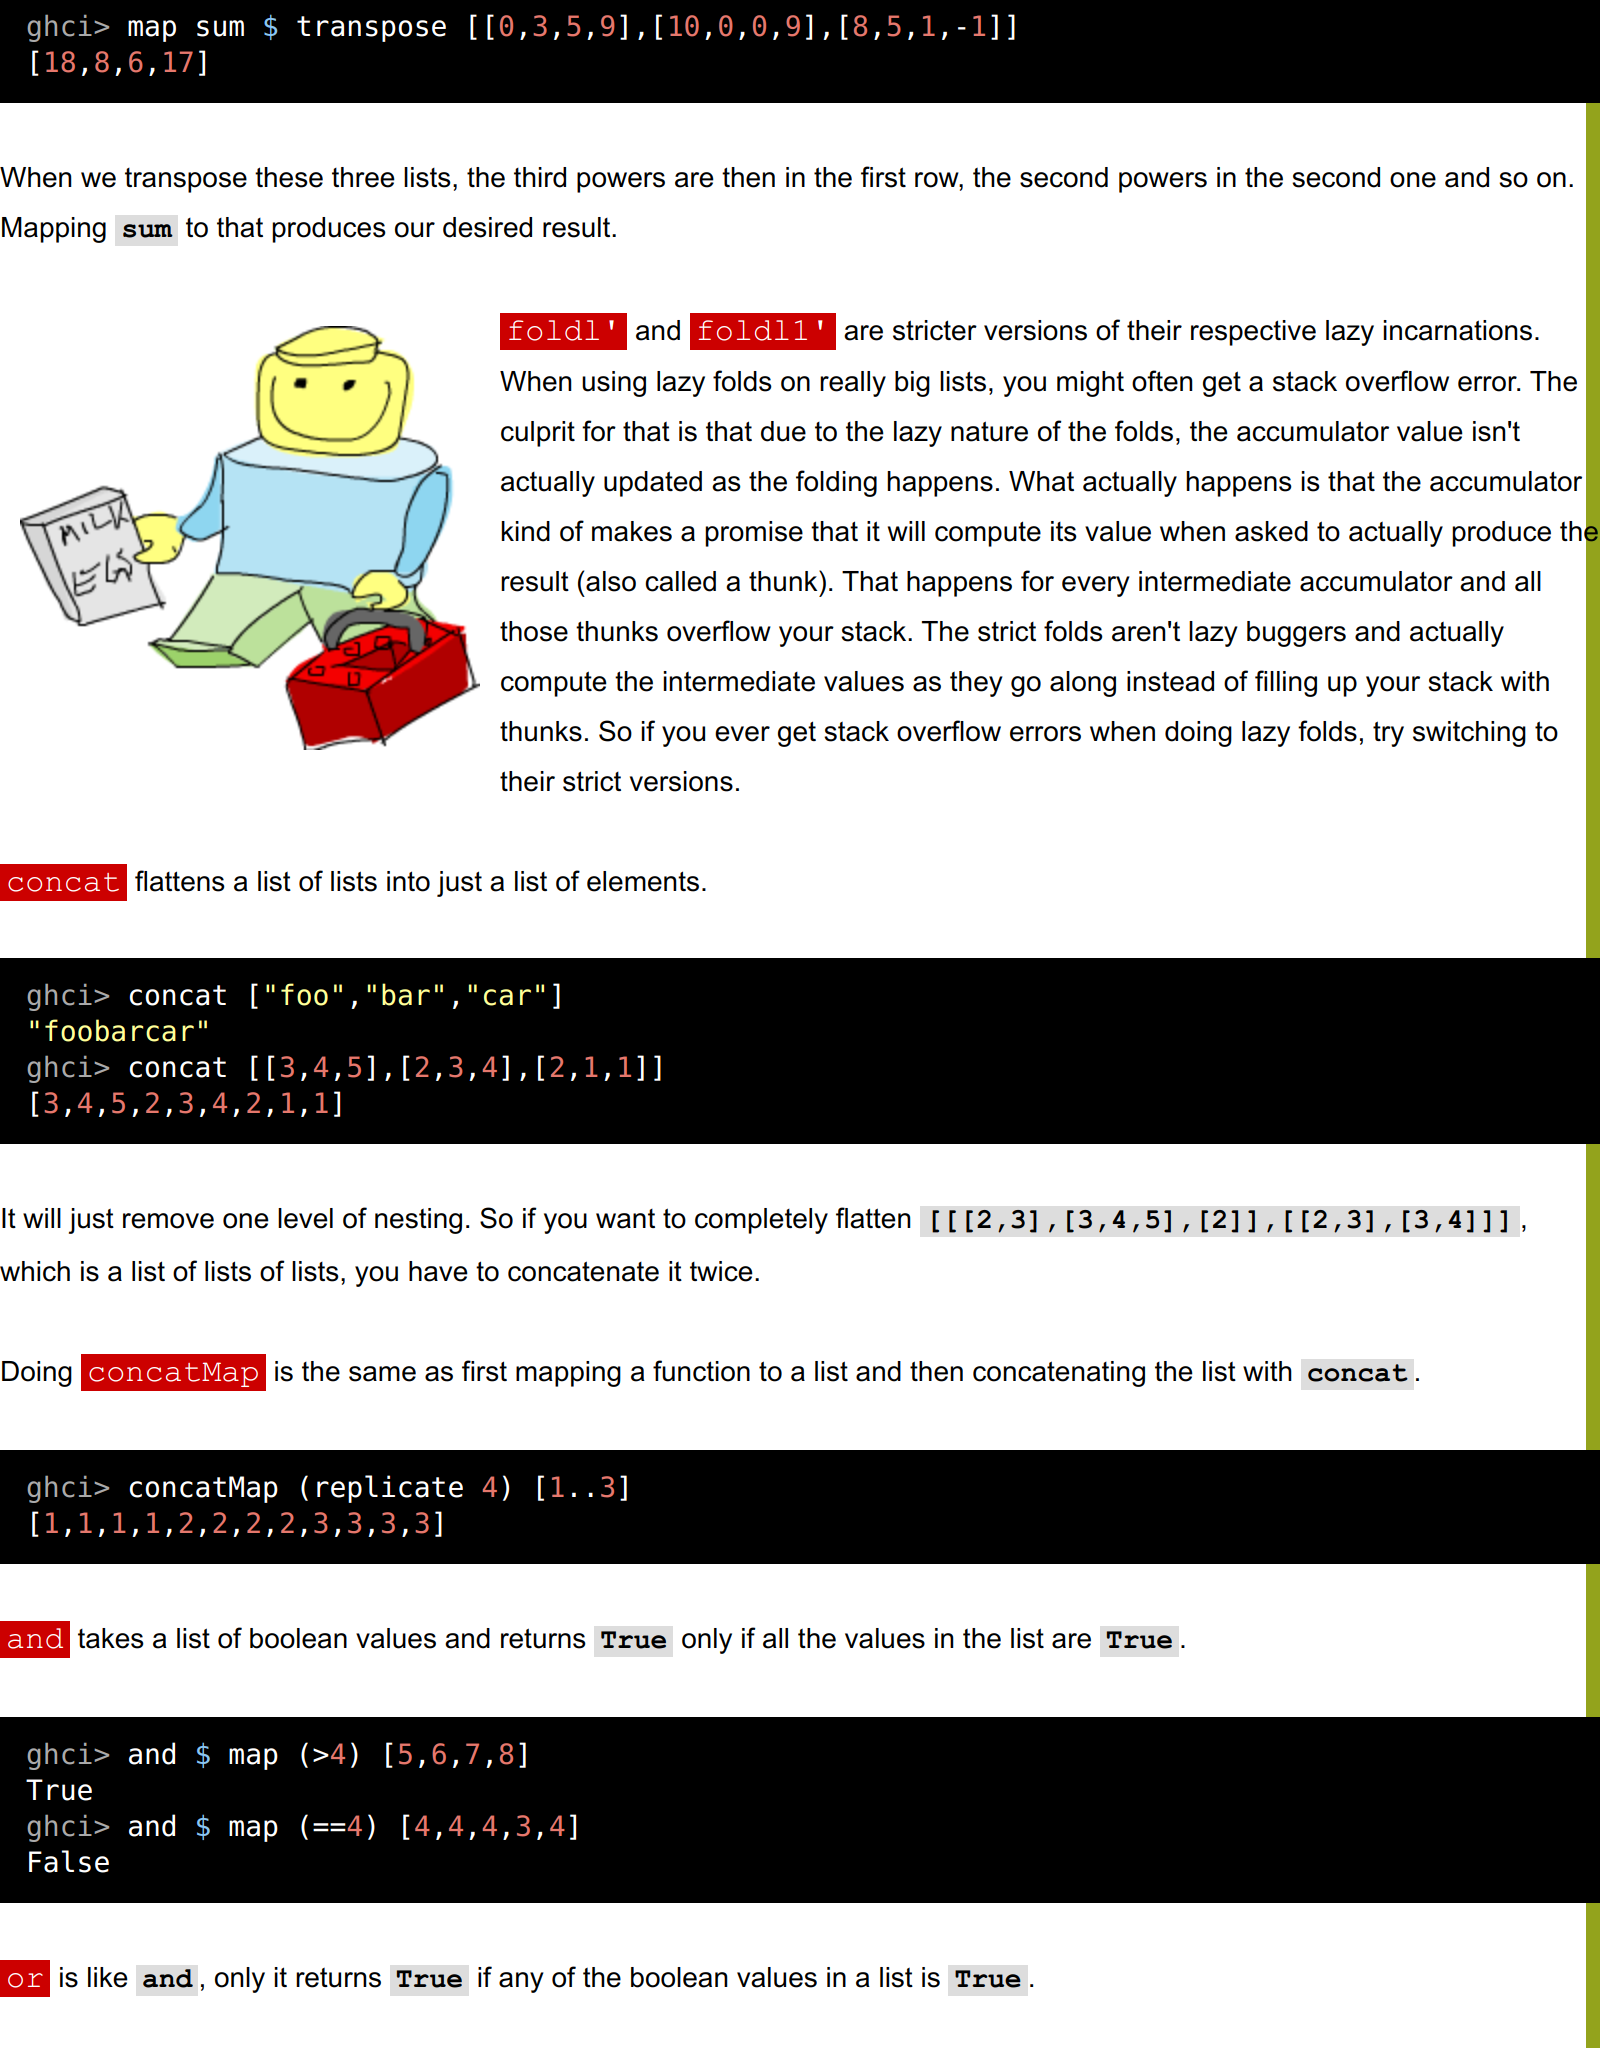 ghci> map sum $ transpose [[0,3,5,9],[10,0,0,9],[8,5,1,-1]]
[18,8,6,17]
When we transpose these three lists, the third powers are then in the first row, the second powers in the second one and so on.
Mapping sum to that produces our desired result.
MILK
EGS
foldl' and foldl1' are stricter versions of their respective lazy incarnations.
When using lazy folds on really big lists, you might often get a stack overflow error. The
culprit for that is that due to the lazy nature of the folds, the accumulator value isn't
actually updated as the folding happens. What actually happens is that the accumulator
kind of makes a promise that it will compute its value when asked to actually produce the
result (also called a thunk). That happens for every intermediate accumulator and all
those thunks overflow your stack. The strict folds aren't lazy buggers and actually
compute the intermediate values as they go along instead of filling up your stack with
thunks. So if you ever get stack overflow errors when doing lazy folds, try switching to
their strict versions.
concat flattens a list of lists into just a list of elements.
ghci> concat ["foo","bar","car"]
"foobarcar"
ghci> concat [[3,4,5],[2,3,4],[2,1,1]]
[3,4,5,2,3,4,2,1,1]
It will just remove one level of nesting. So if you want to completely flatten [[[2,3],[3,4,5],[2]],[[2,3],[3,4]]],
which is a list of lists of lists, you have to concatenate it twice.
Doing concatMap is the same as first mapping a function to a list and then concatenating the list with concat.
ghci> concatMap (replicate 4) [1..3]
[1,1,1,1,2,2,2,2,3,3,3,3]
and takes a list of boolean values and returns True only if all the values in the list are True.
ghci> and $ map (>4) [5,6,7,8]
True
ghci> and $ map (==4) [4,4,4,3,4]
False
or is like and, only it returns True if any of the boolean values in a list is True.